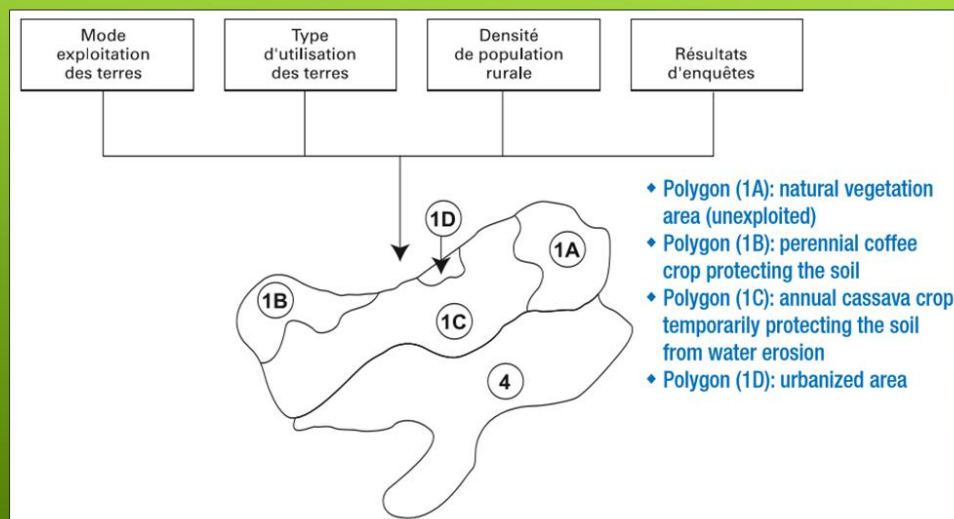 Mode
exploitation
des terres
Type
d'utilisation
des terres
Densité
de population
rurale
Résultats
d'enquêtes
1D
1A
1B
1C
4
◆ Polygon (1A): natural vegetation
area (unexploited)
◆ Polygon (1B): perennial coffee
crop protecting the soil
◆ Polygon (1C): annual cassava crop
temporarily protecting the soil
from water erosion
◆ Polygon (1D): urbanized area